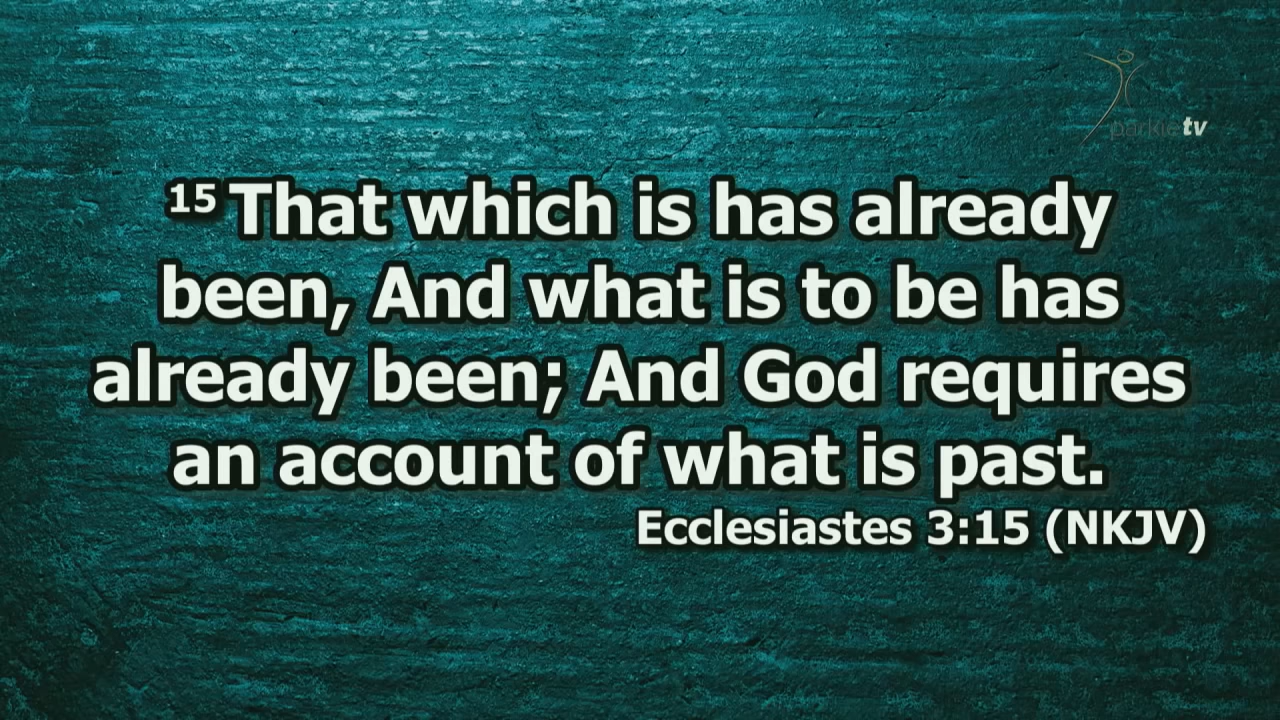 parkie tv
15 That which is has already
been, And what is to be has
already been; And God requires
an account of what is past.
Ecclesiastes 3:15 (NKJV)